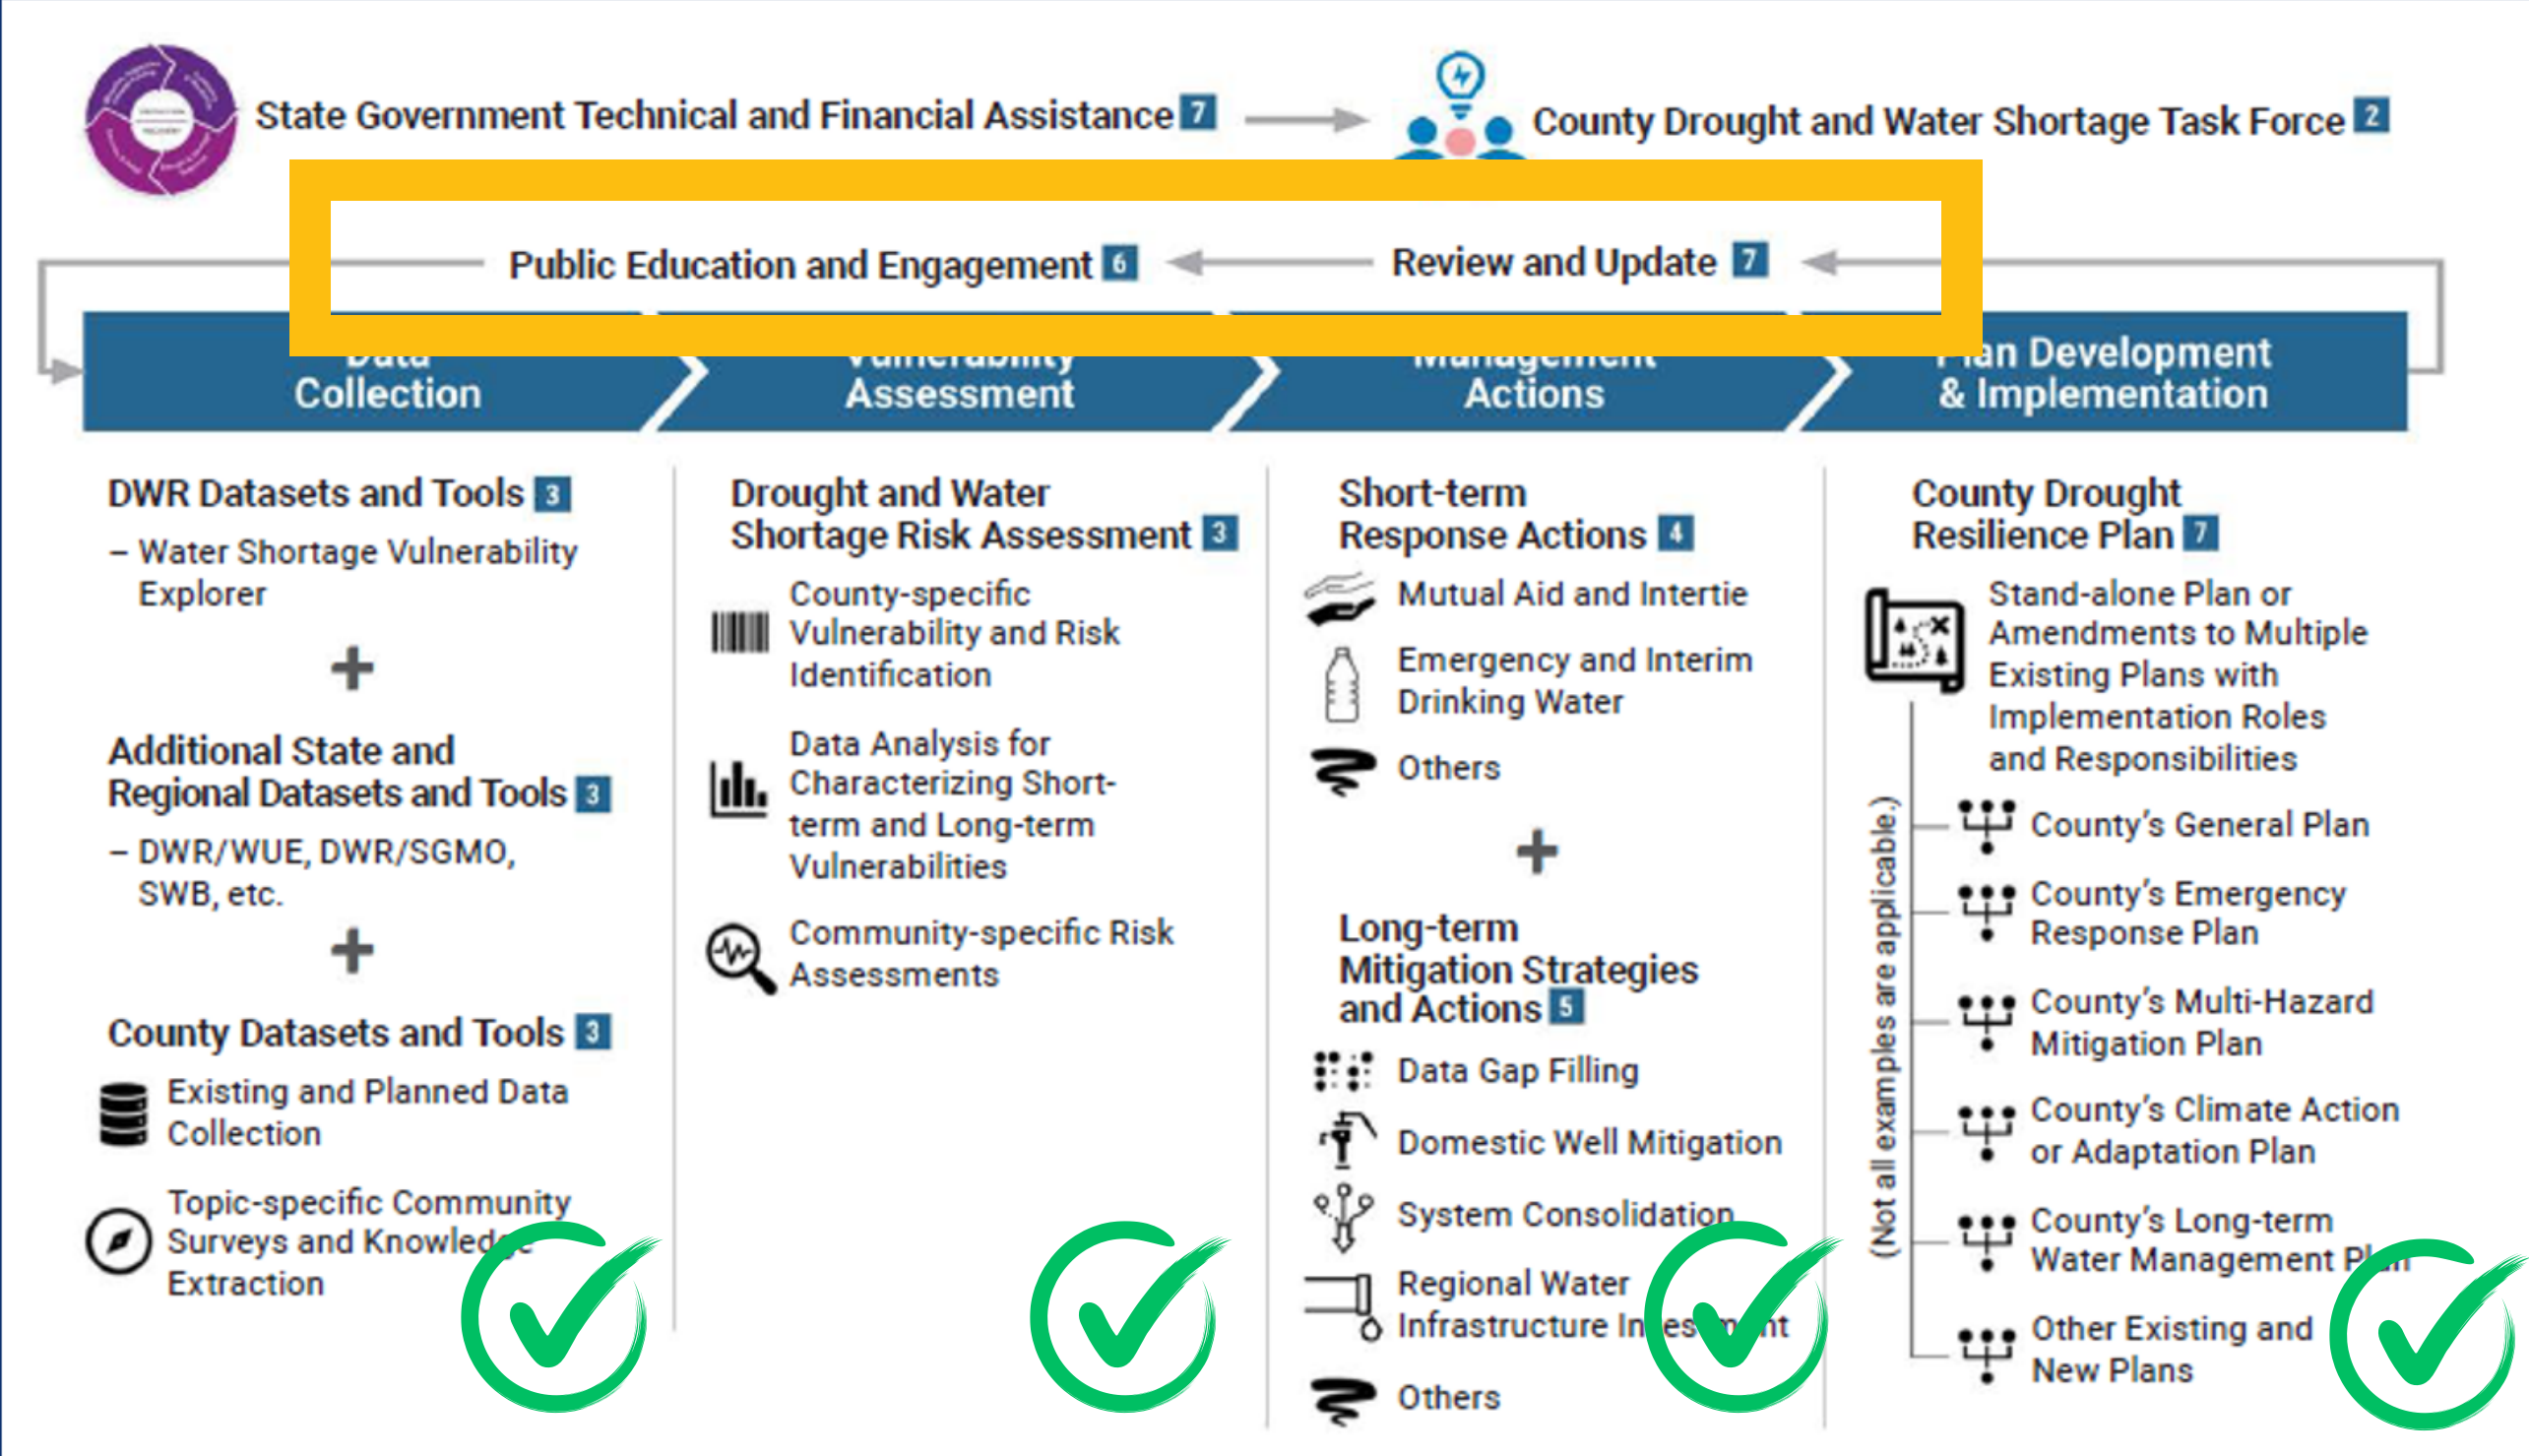 State Government Technical and Financial Assistance 7
County Drought and Water Shortage Task Force 2
Public Education and Engagement 6
Review and Update 7
Data
Collection
Vulnerability
Assessment
Management
Actions
Plan Development
& Implementation
DWR Datasets and Tools 3
– Water Shortage Vulnerability
Explorer
+
Additional State and
Regional Datasets and Tools 3
– DWR/WUE, DWR/SGMO,
SWB, etc.
+
County Datasets and Tools 3
Existing and Planned Data
Collection
Topic-specific Community
Surveys and Knowledge
Extraction
Drought and Water
Shortage Risk Assessment 3
County-specific
Vulnerability and Risk
Identification
Data Analysis for
Characterizing Short-
term and Long-term
Vulnerabilities
Community-specific Risk
Assessments
Short-term
Response Actions 4
Mutual Aid and Intertie
Emergency and Interim
Drinking Water
Others
+
Long-term
Mitigation Strategies
and Actions 5
Data Gap Filling
Domestic Well Mitigation
System Consolidation
Regional Water
Infrastructure Investment
Others
County Drought
Resilience Plan 7
Stand-alone Plan or
Amendments to Multiple
Existing Plans with
Implementation Roles
and Responsibilities
(Not all examples are applicable.)
County's General Plan
County's Emergency
Response Plan
County's Multi-Hazard
Mitigation Plan
County's Climate Action
or Adaptation Plan
County's Long-term
Water Management Plan
Other Existing and
New Plans